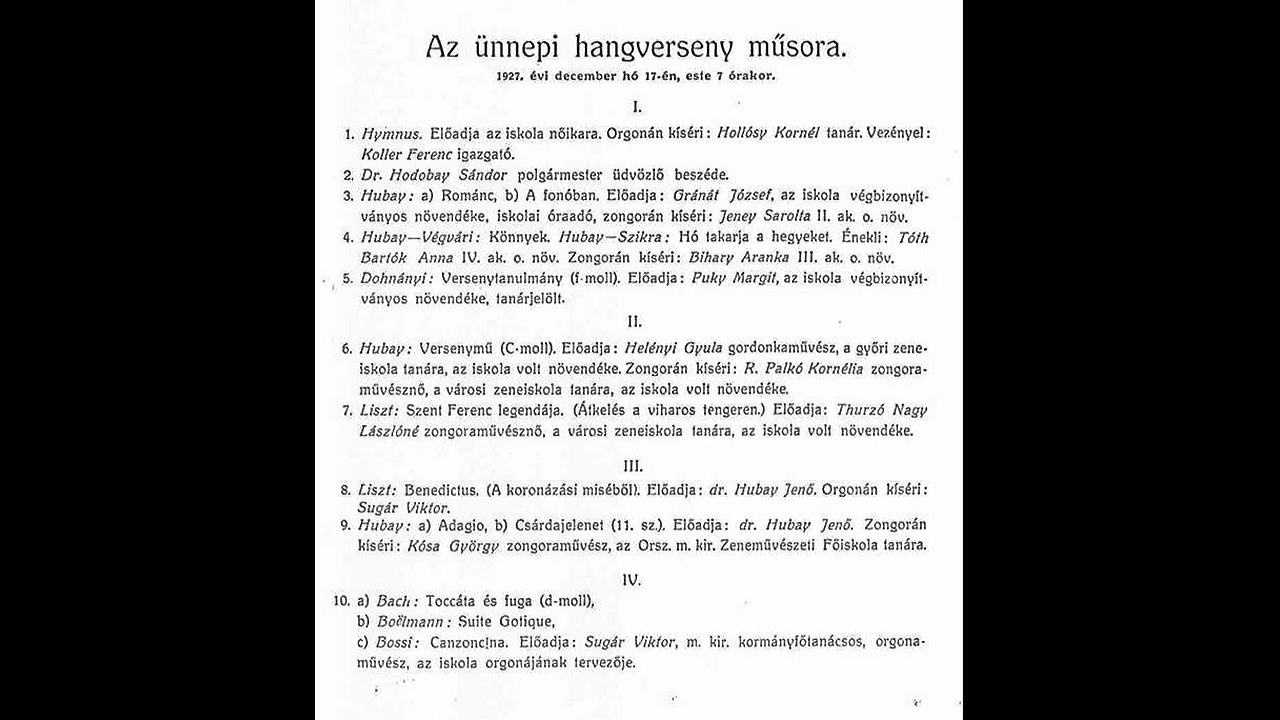 Az ünnepi hangverseny műsora.
1927. évi december hó 17-én, este 7 órakor.
I.
1. Hymnus. Előadja az iskola nőikara. Orgonán kíséri: Hollósy Kornél tanár. Vezényel:
Koller Ferenc igazgató.
2. Dr. Hodobay Sándor polgármester üdvözlő beszéde.
3. Hubay: a) Románc, b) A fonóban. Előadja: Gránát József, az iskola végbizonyít-
ványos növendéke, iskolai óraadó, zongorán kíséri: Jeney Sarolta II. ak. o. növ.
4. Hubay—Végvári: Könnyek. Hubay—Szikra: Hó takarja a hegyeket. Énekli: Tóth
Bartók Anna IV. ak. o. növ. Zongorán kíséri: Bihary Aranka III. ak. o. növ.
5. Dohnányi: Versenytanulmány (f-moll). Előadja: Puky Margit, az iskola végbizonyít-
ványos növendéke, tanárjelölt.
II.
6. Hubay: Versenymű (C-moll). Előadja: Helényi Gyula gordonkaművész, a győri zene-
iskola tanára, az iskola volt növendéke. Zongorán kíséri: R. Palkó Kornélia zongora-
művésznő, a városi zeneiskola tanára, az iskola volt növendéke.
7. Liszt: Szent Ferenc legendája. (Átkelés a viharos tengeren.) Előadja: Thurzó Nagy
Lászlóné zongoraművésznő, a városi zeneiskola tanára, az iskola volt növendéke.
III.
8. Liszt: Benedictus. (A koronázási miséből). Előadja: dr. Hubay Jenő. Orgonán kíséri:
Sugár Viktor.
9. Hubay: a) Adagio, b) Csárdajelenet (11. sz.). Előadja: dr. Hubay Jenő. Zongorán
kíséri: Kósa György zongoraművész, az Orsz. m. kir. Zeneművészeti Főiskola tanára.
IV.
10. a) Bach: Toccáta és fuga (d-moll),
b) Boëlmann: Suite Gotique,
c) Bossi: Canzoncina. Előadja: Sugár Viktor, m. kir. kormányfőtanácsos, orgona-
művész, az iskola orgonájának tervezője.